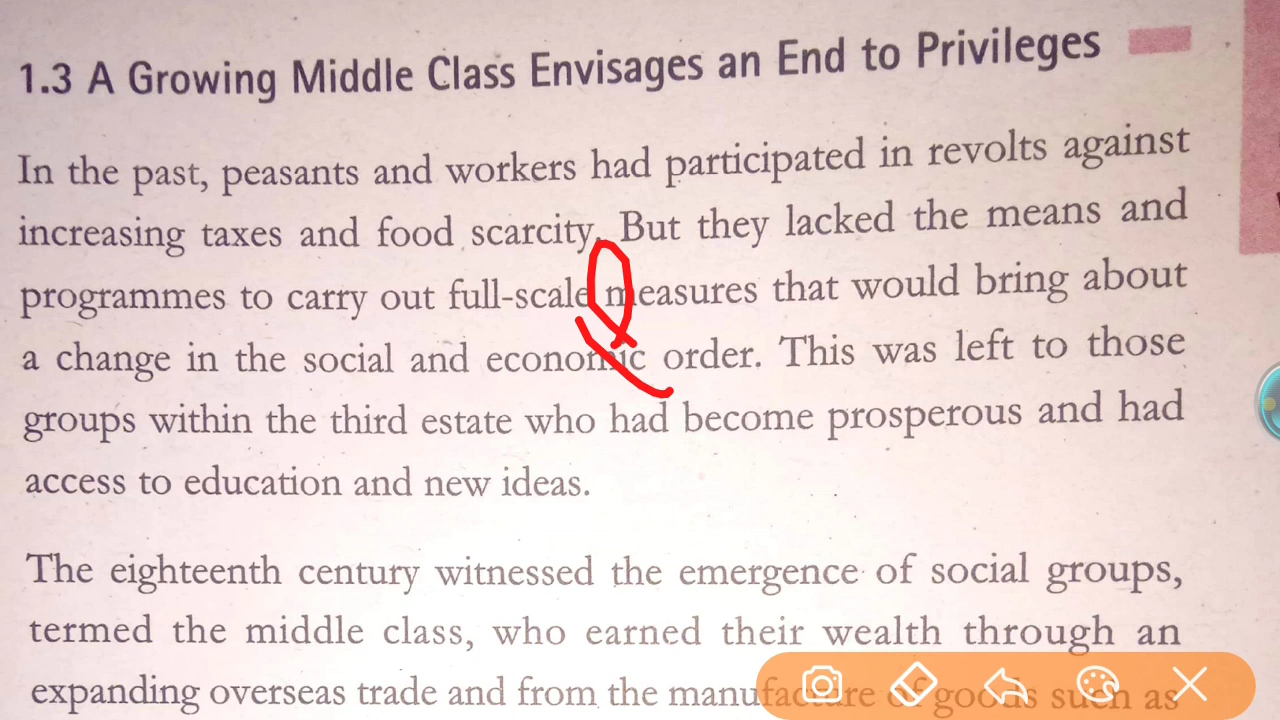 1.3 A Growing Middle Class Envisages an End to Privileges
In the past, peasants and workers had participated in revolts against
increasing taxes and food scarcity. But they lacked the means and
programmes to carry out full-scale measures that would bring about
a change in the social and economic order. This was left to those
groups within the third estate who had become prosperous and had
access to education and new ideas.
The eighteenth century witnessed the emergence of social groups,
termed the middle class, who earned their wealth through an
expanding overseas trade and from the manufacture of goods such as